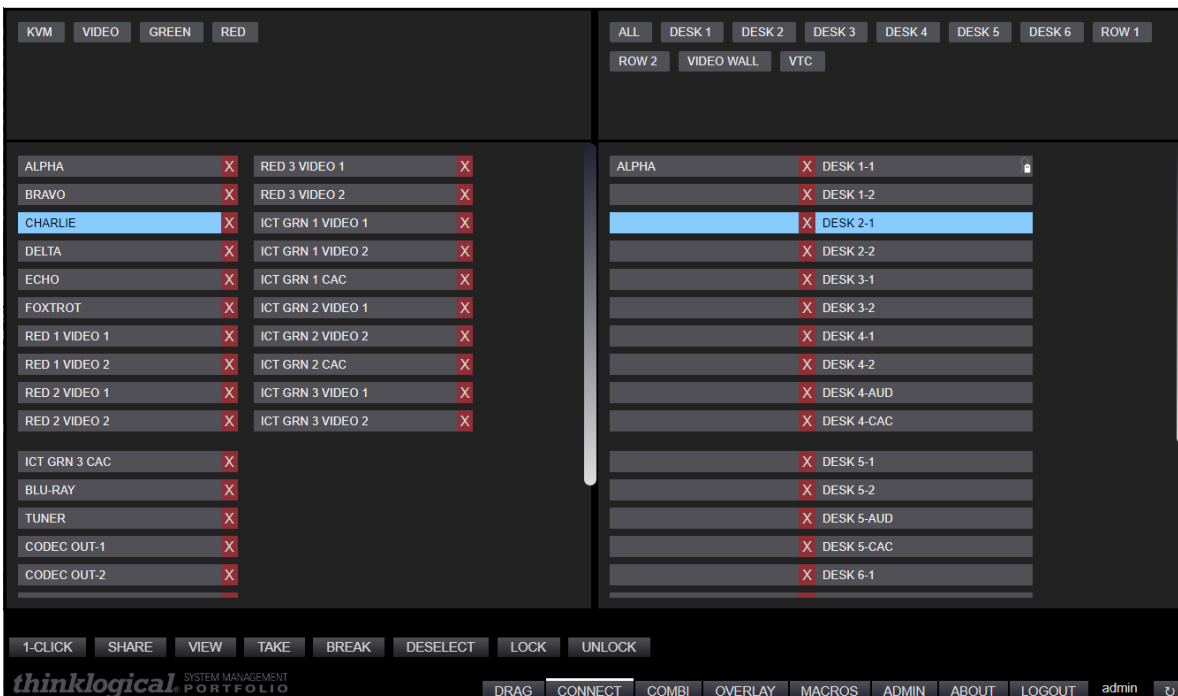 KVM VIDEO GREEN RED
ALL DESK 1 DESK 2 DESK 3 DESK 4 DESK 5 DESK 6 ROW 1
ROW 2 VIDEO WALL VTC
ALPHA X RED 3 VIDEO 1 X
BRAVO X RED 3 VIDEO 2 X
CHARLIE X ICT GRN 1 VIDEO 1 X
DELTA X ICT GRN 1 VIDEO 2 X
ECHO X ICT GRN 1 CAC X
FOXTROT X ICT GRN 2 VIDEO 1 X
RED 1 VIDEO 1 X ICT GRN 2 VIDEO 2 X
RED 1 VIDEO 2 X ICT GRN 2 CAC X
RED 2 VIDEO 1 X ICT GRN 3 VIDEO 1 X
RED 2 VIDEO 2 X ICT GRN 3 VIDEO 2 X
ICT GRN 3 CAC X
BLU-RAY X
TUNER X
CODEC OUT-1 X
CODEC OUT-2 X
ALPHA X DESK 1-1
X DESK 1-2
X DESK 2-1
X DESK 2-2
X DESK 3-1
X DESK 3-2
X DESK 4-1
X DESK 4-2
X DESK 4-AUD
X DESK 4-CAC
X DESK 5-1
X DESK 5-2
X DESK 5-AUD
X DESK 5-CAC
X DESK 6-1
1-CLICK SHARE VIEW TAKE BREAK DESELECT LOCK UNLOCK
thinklogical® SYSTEM MANAGEMENT
PORTFOLIO
DRAG CONNECT COMBI OVERLAY MACROS ADMIN ABOUT LOGOUT admin ↻